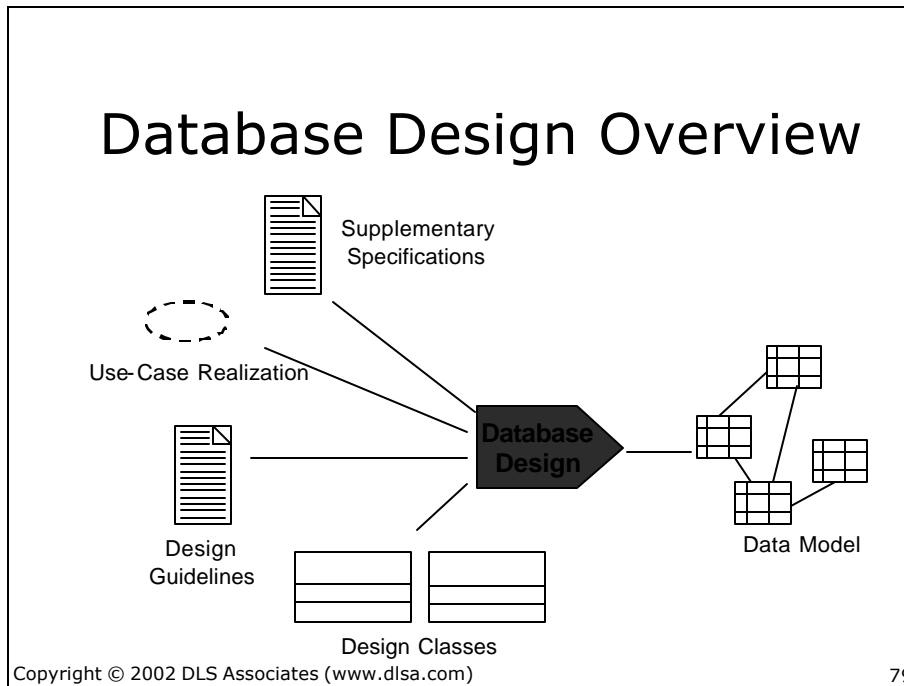 Database Design Overview
Supplementary
Specifications
Use-Case Realization
Database
Design
Design
Guidelines
Data Model
Design Classes
Copyright © 2002 DLS Associates (www.dlsa.com)
79